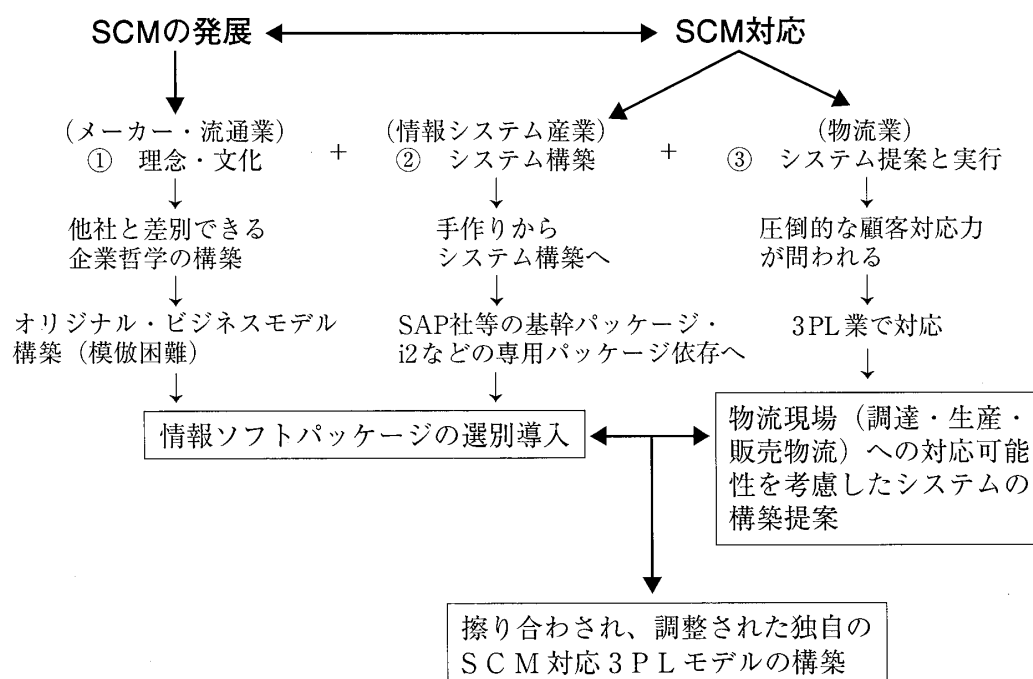 SCMの発展
SCM対応
(メーカー・流通業)
① 理念・文化
+
(情報システム産業)
② システム構築
+
(物流業)
③ システム提案と実行
他社と差別できる
企業哲学の構築
手作りから
システム構築へ
圧倒的な顧客対応力
が問われる
オリジナル・ビジネスモデル
構築(模倣困難)
SAP社等の基幹パッケージ・
i2などの専用パッケージ依存へ
3PL業で対応
情報ソフトパッケージの選別導入
物流現場(調達・生産・
販売物流)への対応可能
性を考慮したシステムの
構築提案
擦り合わされ、調整された独自の
SCM対応3PLモデルの構築